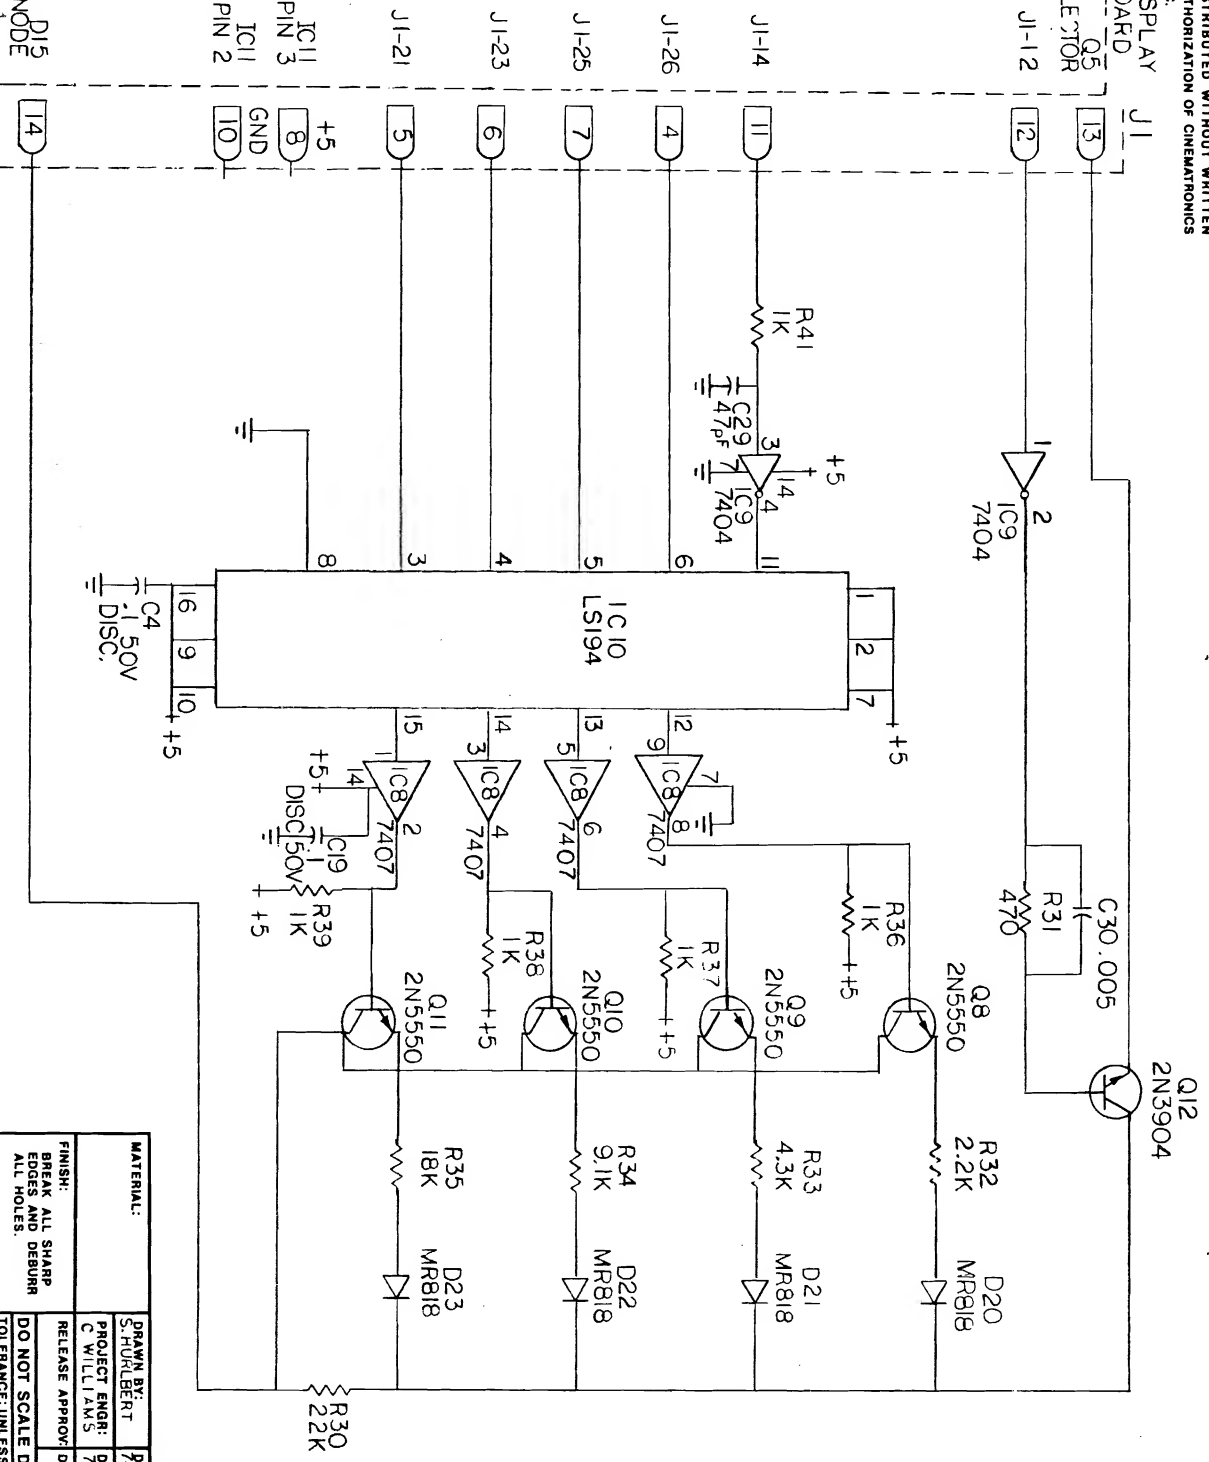 STRIBUTED WITHOUT WRITTEN
THORIZATION OF CINEMATRONICS
SPLAY
OARD
Q5
LECTOR
J1
13
J1-12
12
1
2
IC9
7404
C30 .005
R31
470
Q12
2N3904
J1-14
11
R41
1K
C29
47pF
3
7
14
4
+5
IC9
7404
11
J1-26
4
6
J1-25
7
5
J1-23
6
4
J1-21
5
3
IC11
PIN 3
+5
8
IC11
PIN 2
GND
10
8
D15
NODE
14
IC10
LS194
1
2
7
+5
16
9
10
+5
C4
.1 50V
DISC.
12
9
IC8
7
8
7407
R36
1K
+5
Q8
2N5550
R32
2.2K
D20
MR818
13
5
IC8
6
7407
R37
1K
+5
Q9
2N5550
R33
4.3K
D21
MR818
14
3
IC8
4
7407
R38
1K
+5
Q10
2N5550
R34
9.1K
D22
MR818
15
1
IC8
14
2
7407
+5
C19
.1
DISC 50V
R39
1K
+5
Q11
2N5550
R35
18K
D23
MR818
R30
22K
MATERIAL:
FINISH:
BREAK ALL SHARP
EDGES AND DEBURR
ALL HOLES.
DRAWN BY:
S. HURLBERT
PROJECT ENGR:
C WILLIAMS
RELEASE APPROV:
DO NOT SCALE D
TOLERANCE: UNLESS